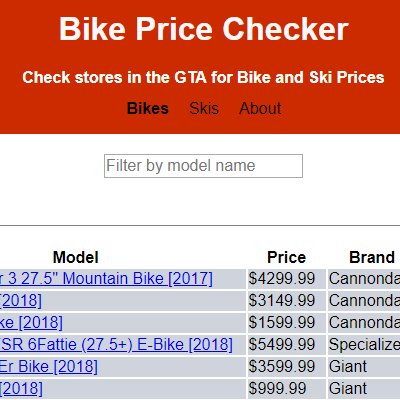 Bike Price Checker
Check stores in the GTA for Bike and Ski Prices
Bikes Skis About
Filter by model name
Model Price Brand
r 3 27.5" Mountain Bike [2017] $4299.99 Cannonda
[2018] $3149.99 Cannonda
ke [2018] $1599.99 Cannonda
FSR 6Fattie (27.5+) E-Bike [2018] $5499.99 Specialize
Er Bike [2018] $3599.99 Giant
[2018] $999.99 Giant